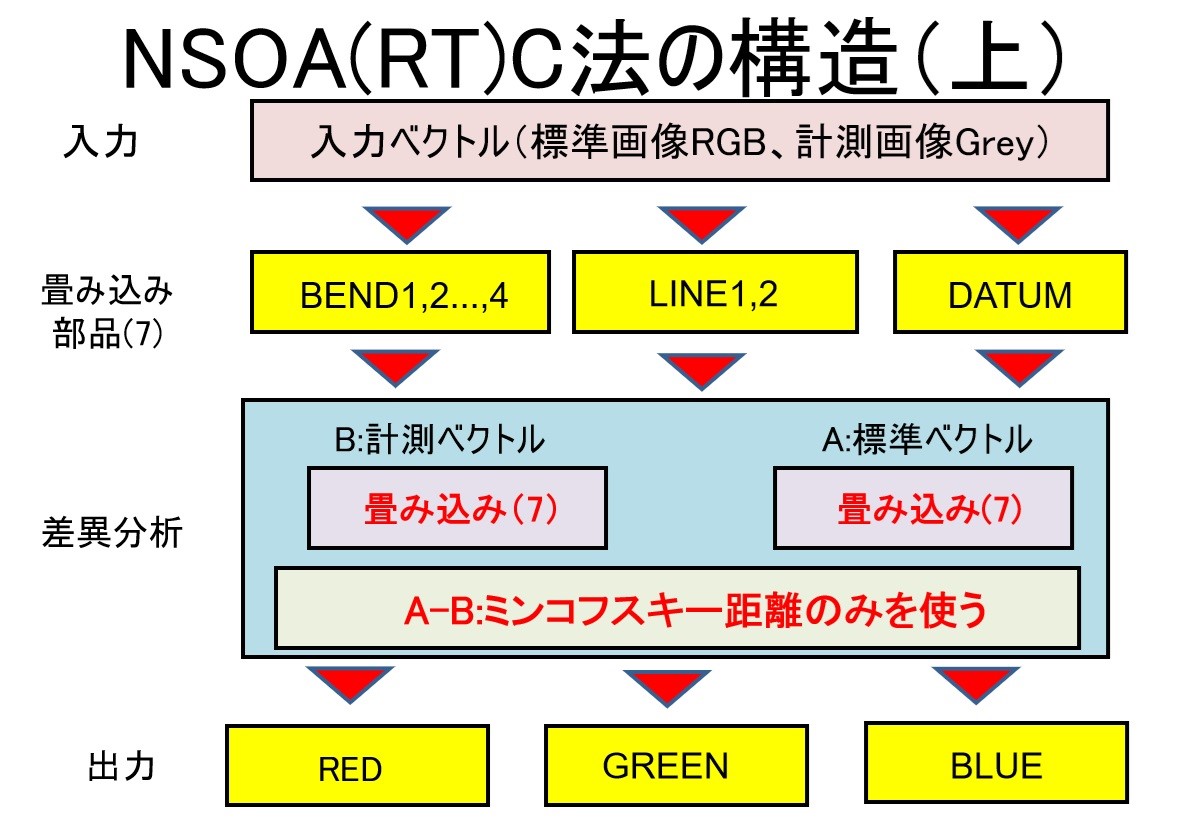 NSOA(RT)C法の構造（上）
入力
入力ベクトル（標準画像RGB、計測画像Grey）
畳み込み
部品(7)
BEND1,2...,4
LINE1,2
DATUM
差異分析
B:計測ベクトル
A:標準ベクトル
畳み込み（7）
畳み込み(7)
A−B:ミンコフスキー距離のみを使う
出力
RED
GREEN
BLUE